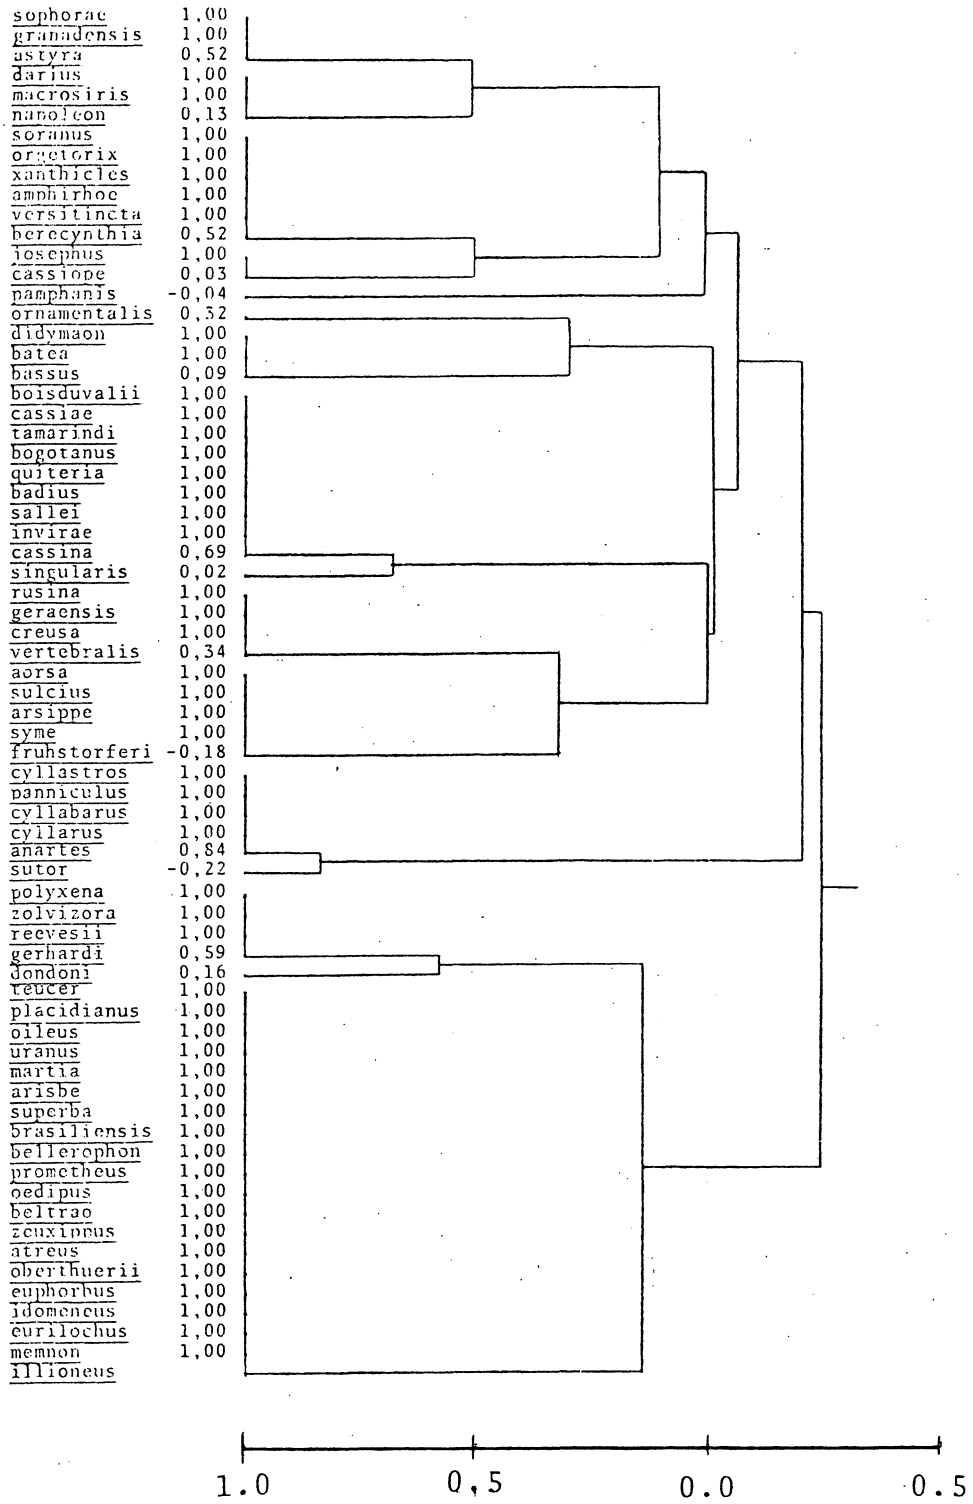 sophorae 1,00
granadensis 1,00
astyra 0,52
darius 1,00
macrosiris 1,00
napoleon 0,13
soranus 1,00
orgetorix 1,00
xanthicles 1,00
amphirhoe 1,00
versitincta 1,00
berecynthia 0,52
josephus 1,00
cassiope 0,03
pamphanis -0,04
ornamentalis 0,32
didymaon 1,00
batea 1,00
bassus 0,09
boisduvalii 1,00
cassiae 1,00
tamarindi 1,00
bogotanus 1,00
quiteria 1,00
badius 1,00
sallei 1,00
invirae 1,00
cassina 0,69
singularis 0,02
rusina 1,00
geraensis 1,00
creusa 1,00
vertebralis 0,34
aorsa 1,00
sulcius 1,00
arsippe 1,00
syme 1,00
fruhstorferi -0,18
cyllastros 1,00
panniculus 1,00
cyllabarus 1,00
cyllarus 1,00
anartes 0,84
sutor -0,22
polyxena 1,00
zolvizora 1,00
reevesii 1,00
gerhardi 0,59
dondoni 0,16
teucer 1,00
placidianus 1,00
oileus 1,00
uranus 1,00
martia 1,00
arisbe 1,00
superba 1,00
brasiliensis 1,00
bellerophon 1,00
prometheus 1,00
oedipus 1,00
beltrao 1,00
zeuxippus 1,00
atreus 1,00
oberthuerii 1,00
euphorbus 1,00
idomeneus 1,00
eurilochus 1,00
memnon 1,00
illioneus
1.0 0,5 0.0 0.5